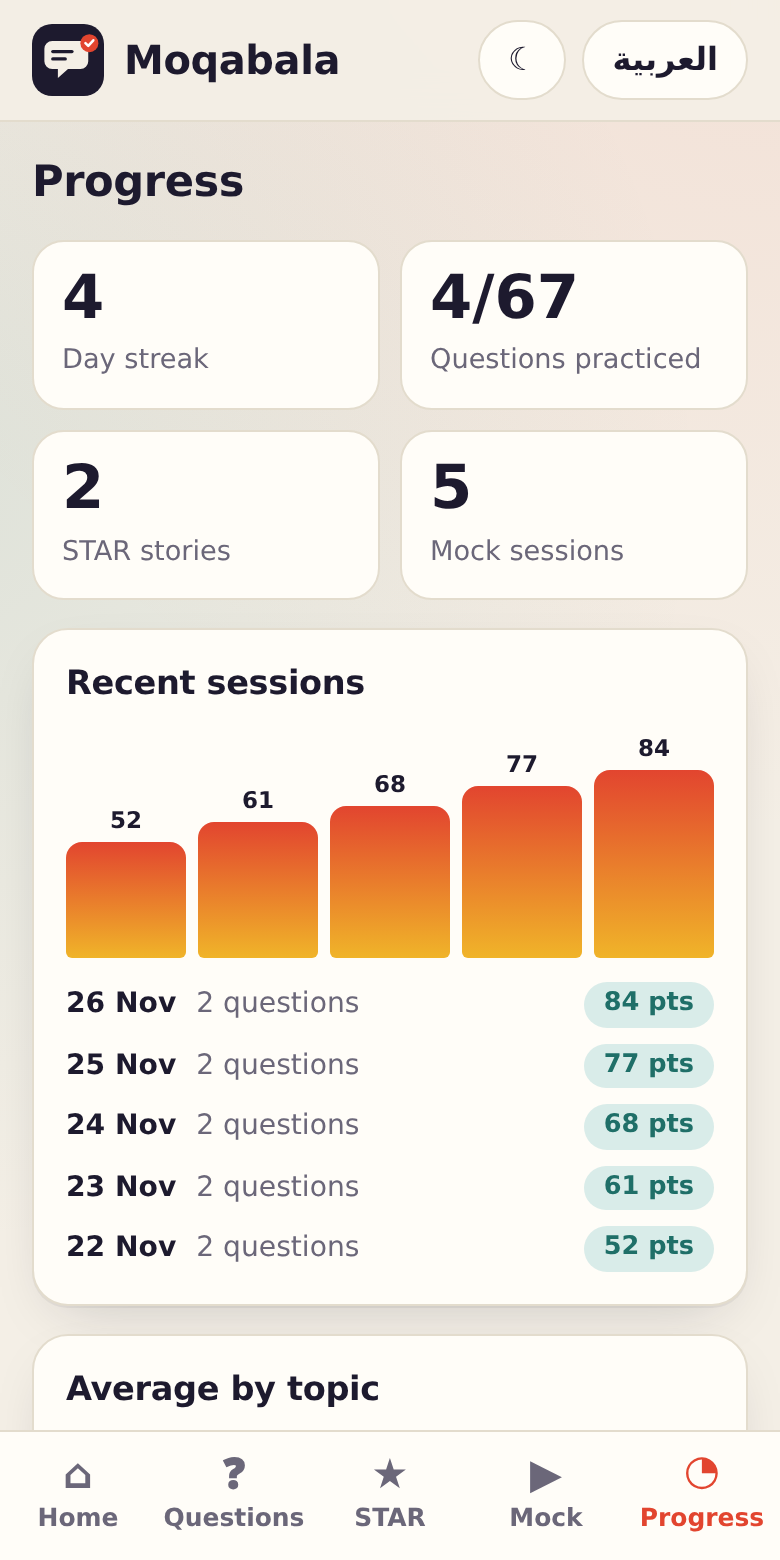 Moqabala
العربية
Progress
4
Day streak
4/67
Questions practiced
2
STAR stories
5
Mock sessions
Recent sessions
52
61
68
77
84
26 Nov 2 questions 84 pts
25 Nov 2 questions 77 pts
24 Nov 2 questions 68 pts
23 Nov 2 questions 61 pts
22 Nov 2 questions 52 pts
Average by topic
Home
Questions
STAR
Mock
Progress